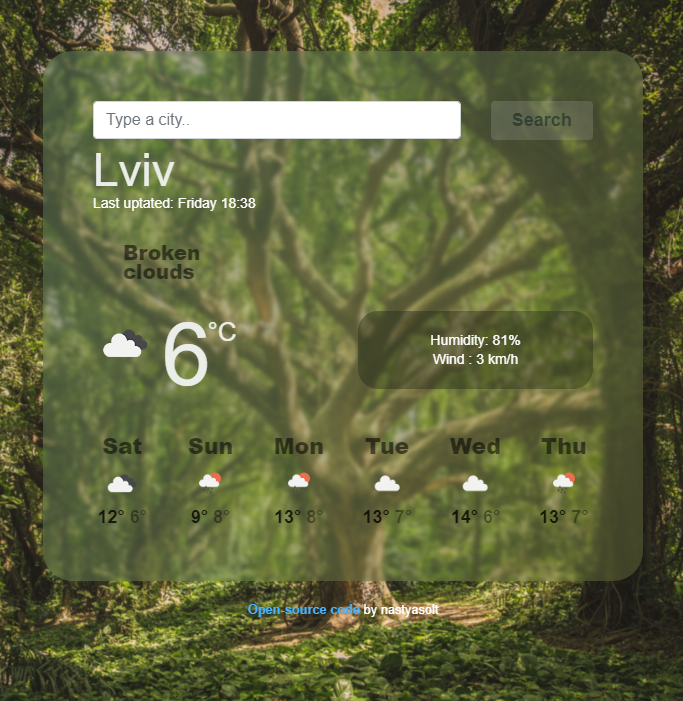 Type a city..
Search
Lviv
Last uptated: Friday 18:38
Broken
clouds
6°C
Humidity: 81%
Wind : 3 km/h
Sat Sun Mon Tue Wed Thu
12° 6° 9° 8° 13° 8° 13° 7° 14° 6° 13° 7°
Open-source code by nastyasolt